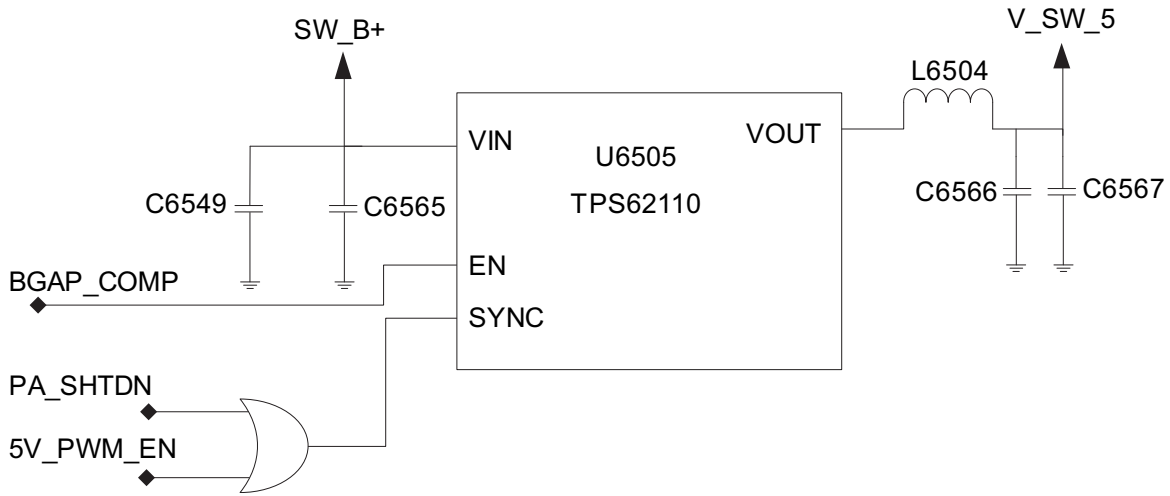 SW_B+
V_SW_5
L6504
VIN
VOUT
U6505
TPS62110
C6549
C6565
C6566
C6567
EN
BGAP_COMP
SYNC
PA_SHTDN
5V_PWM_EN